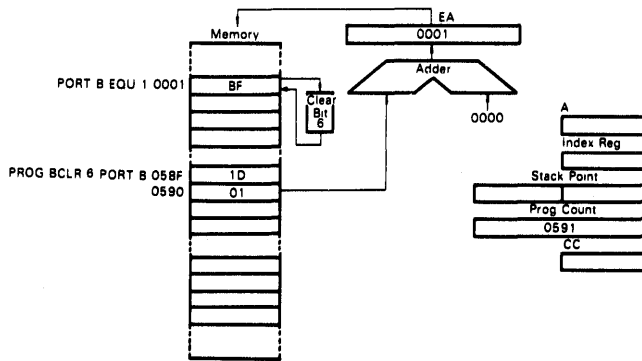 EA
Memory
0001
Adder
PORT B EQU 1 0001
BF
Clear
Bit
6
0000
A
Index Reg
PROG BCLR 6 PORT B 058F
1D
Stack Point
0590
01
Prog Count
0591
CC